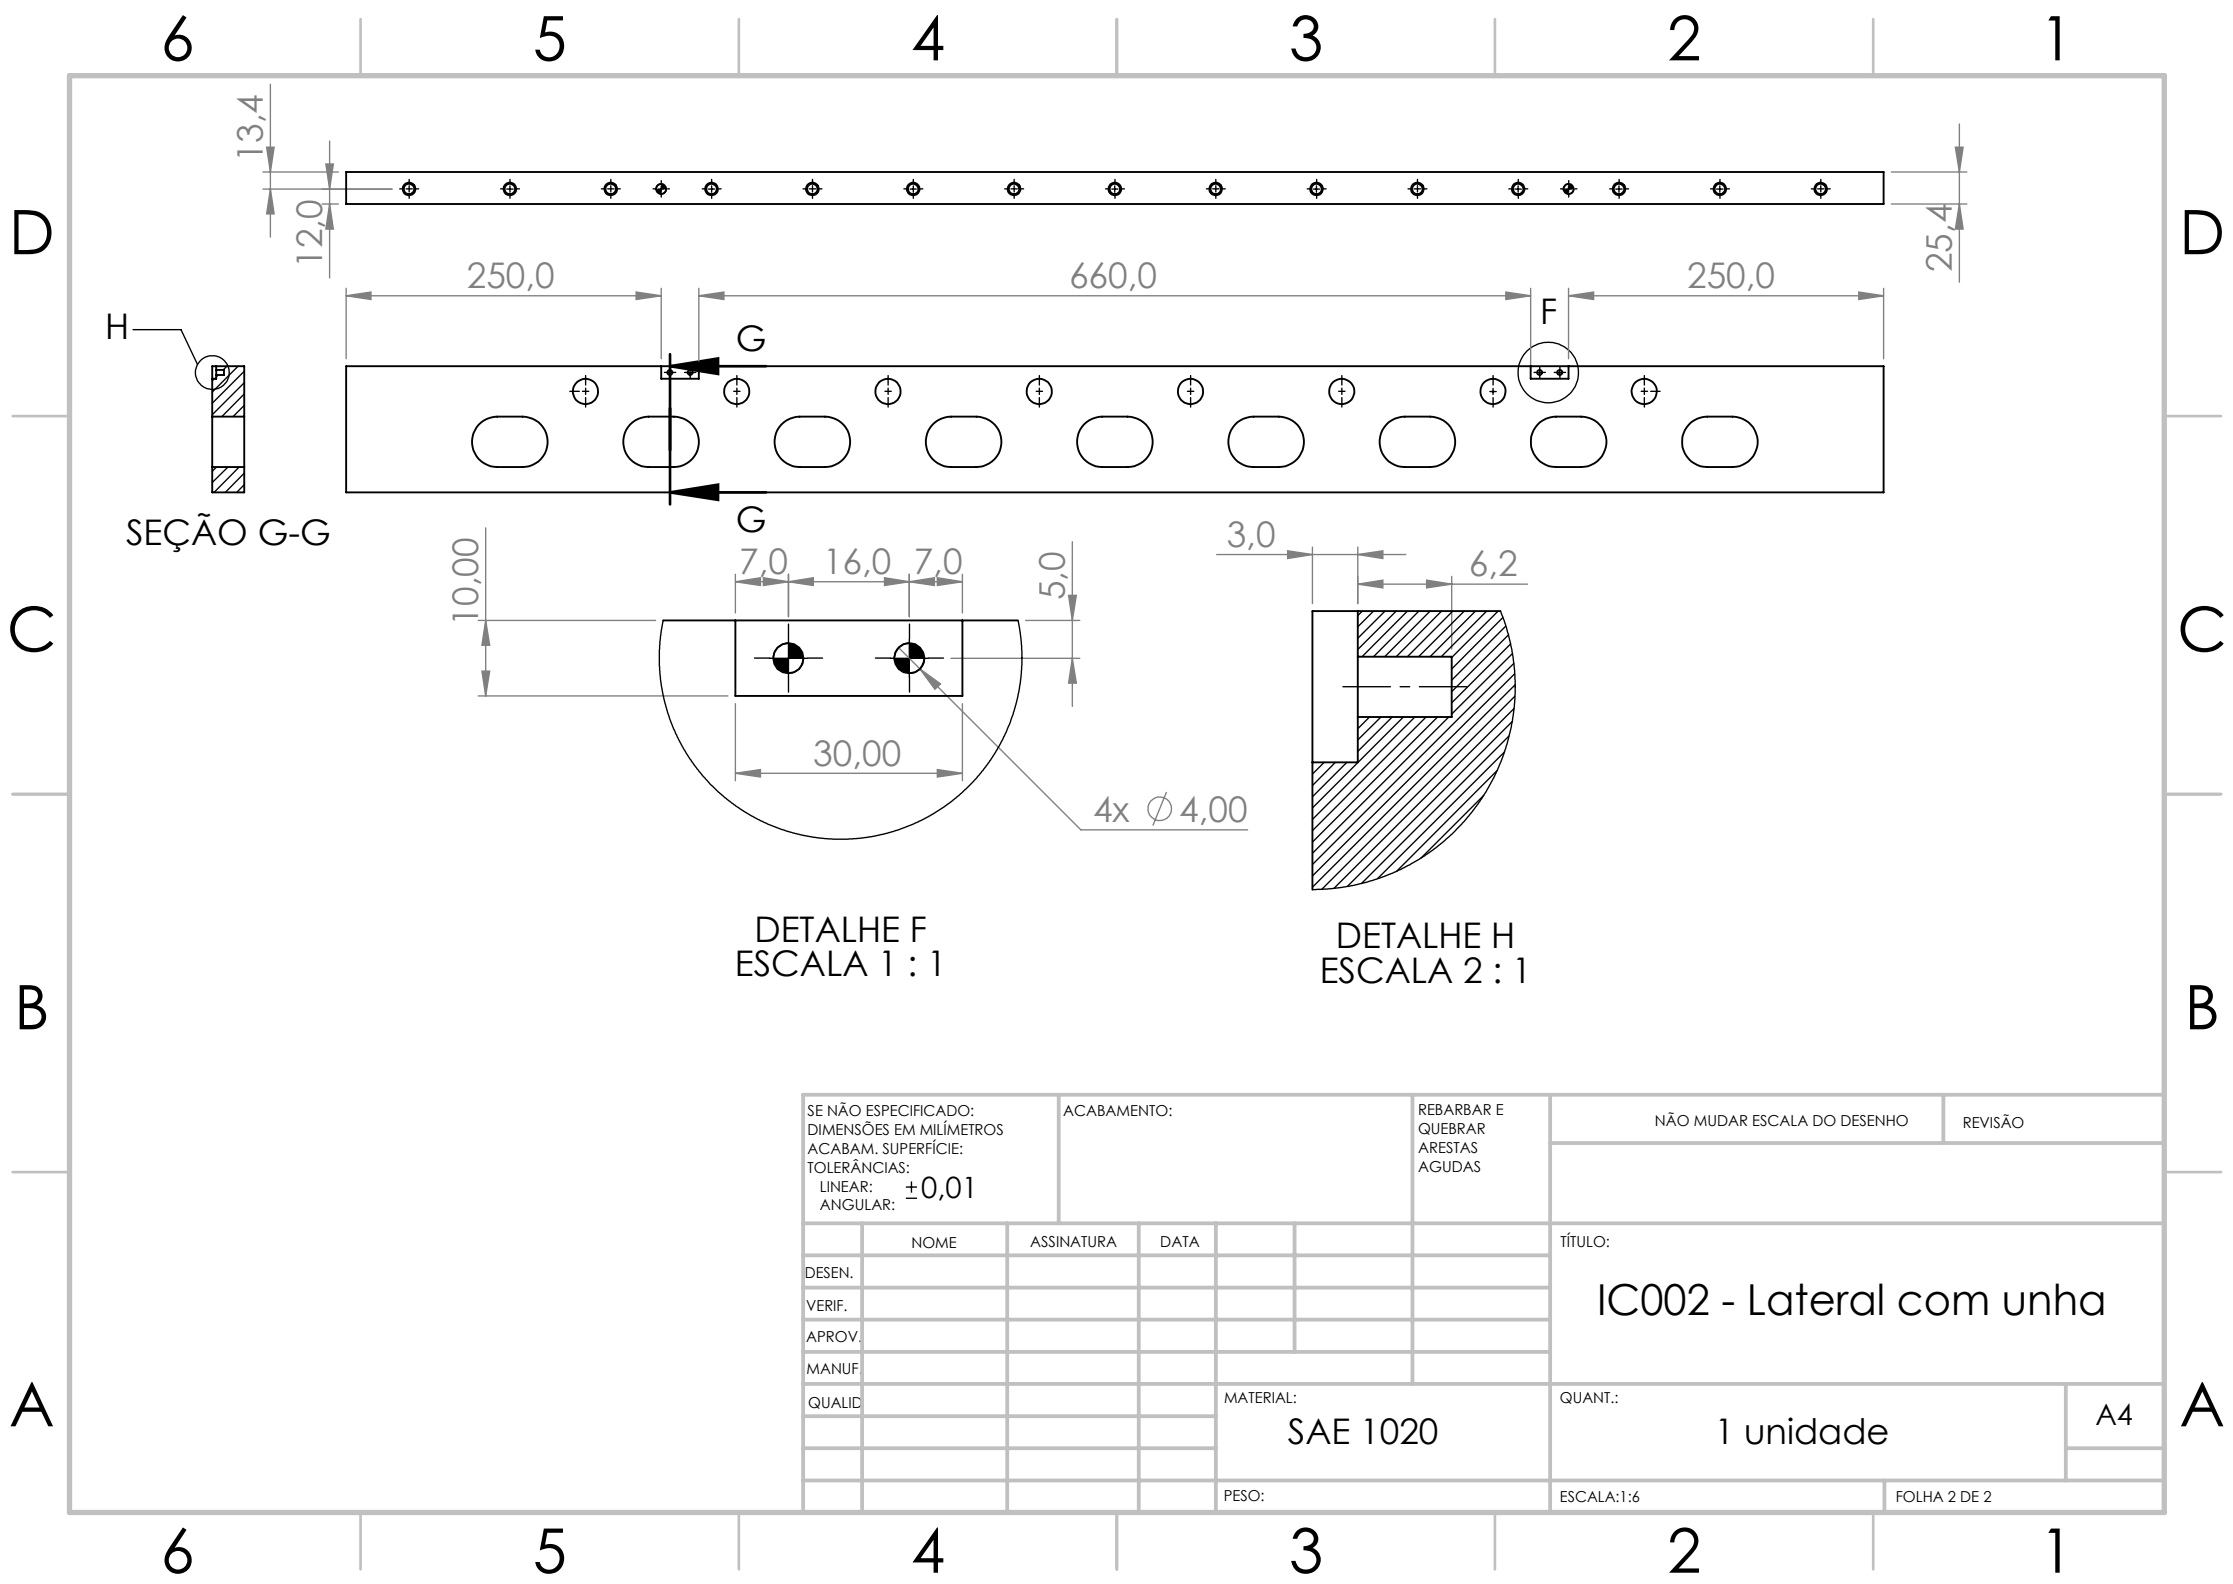 6 5 4 3 2 1
D D
13,4
12,0
25,4
250,0 660,0 250,0
H
F
G
G
SEÇÃO G-G
C C
10,00
7,0 16,0 7,0
5,0
30,00
4x ∅ 4,00
3,0
6,2
DETALHE F
ESCALA 1 : 1
DETALHE H
ESCALA 2 : 1
B B
SE NÃO ESPECIFICADO:
DIMENSÕES EM MILÍMETROS
ACABAM. SUPERFÍCIE:
TOLERÂNCIAS:
LINEAR: ±0,01
ANGULAR:
ACABAMENTO:
REBARBAR E
QUEBRAR
ARESTAS
AGUDAS
NÃO MUDAR ESCALA DO DESENHO
REVISÃO
NOME ASSINATURA DATA
DESEN.
VERIF.
APROV.
MANUF.
QUALID
TÍTULO:
IC002 - Lateral com unha
MATERIAL:
SAE 1020
QUANT.:
1 unidade
A4
PESO:
ESCALA:1:6
FOLHA 2 DE 2
A A
6 5 4 3 2 1